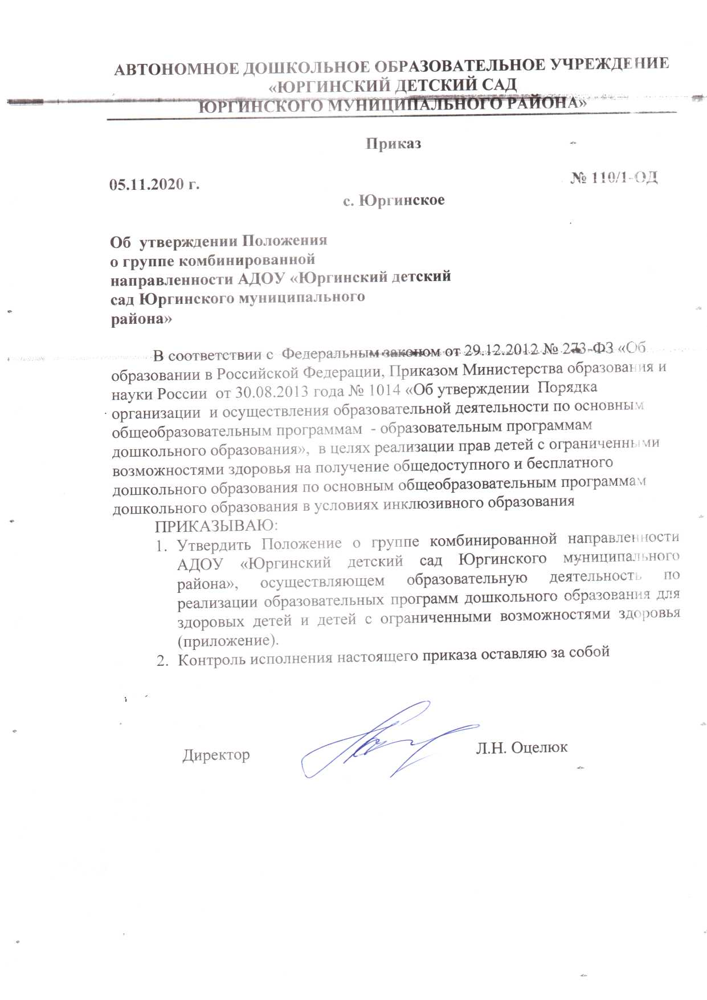 АВТОНОМНОЕ ДОШКОЛЬНОЕ ОБРАЗОВАТЕЛЬНОЕ УЧРЕЖДЕНИЕ
«ЮРГИНСКИЙ ДЕТСКИЙ САД
ЮРГИНСКОГО МУНИЦИПАЛЬНОГО РАЙОНА»
Приказ
05.11.2020 г. № 110/1-ОД
с. Юргинское
Об утверждении Положения
о группе комбинированной
направленности АДОУ «Юргинский детский
сад Юргинского муниципального
района»
В соответствии с Федеральным законом от 29.12.2012 № 273-ФЗ «Об
образовании в Российской Федерации, Приказом Министерства образования и
науки России от 30.08.2013 года № 1014 «Об утверждении Порядка
организации и осуществления образовательной деятельности по основным
общеобразовательным программам - образовательным программам
дошкольного образования», в целях реализации прав детей с ограниченными
возможностями здоровья на получение общедоступного и бесплатного
дошкольного образования по основным общеобразовательным программам
дошкольного образования в условиях инклюзивного образования
ПРИКАЗЫВАЮ:
1. Утвердить Положение о группе комбинированной направленности
АДОУ «Юргинский детский сад Юргинского муниципального
района», осуществляющем образовательную деятельность по
реализации образовательных программ дошкольного образования для
здоровых детей и детей с ограниченными возможностями здоровья
(приложение).
2. Контроль исполнения настоящего приказа оставляю за собой
Директор Л.Н. Оцелюк